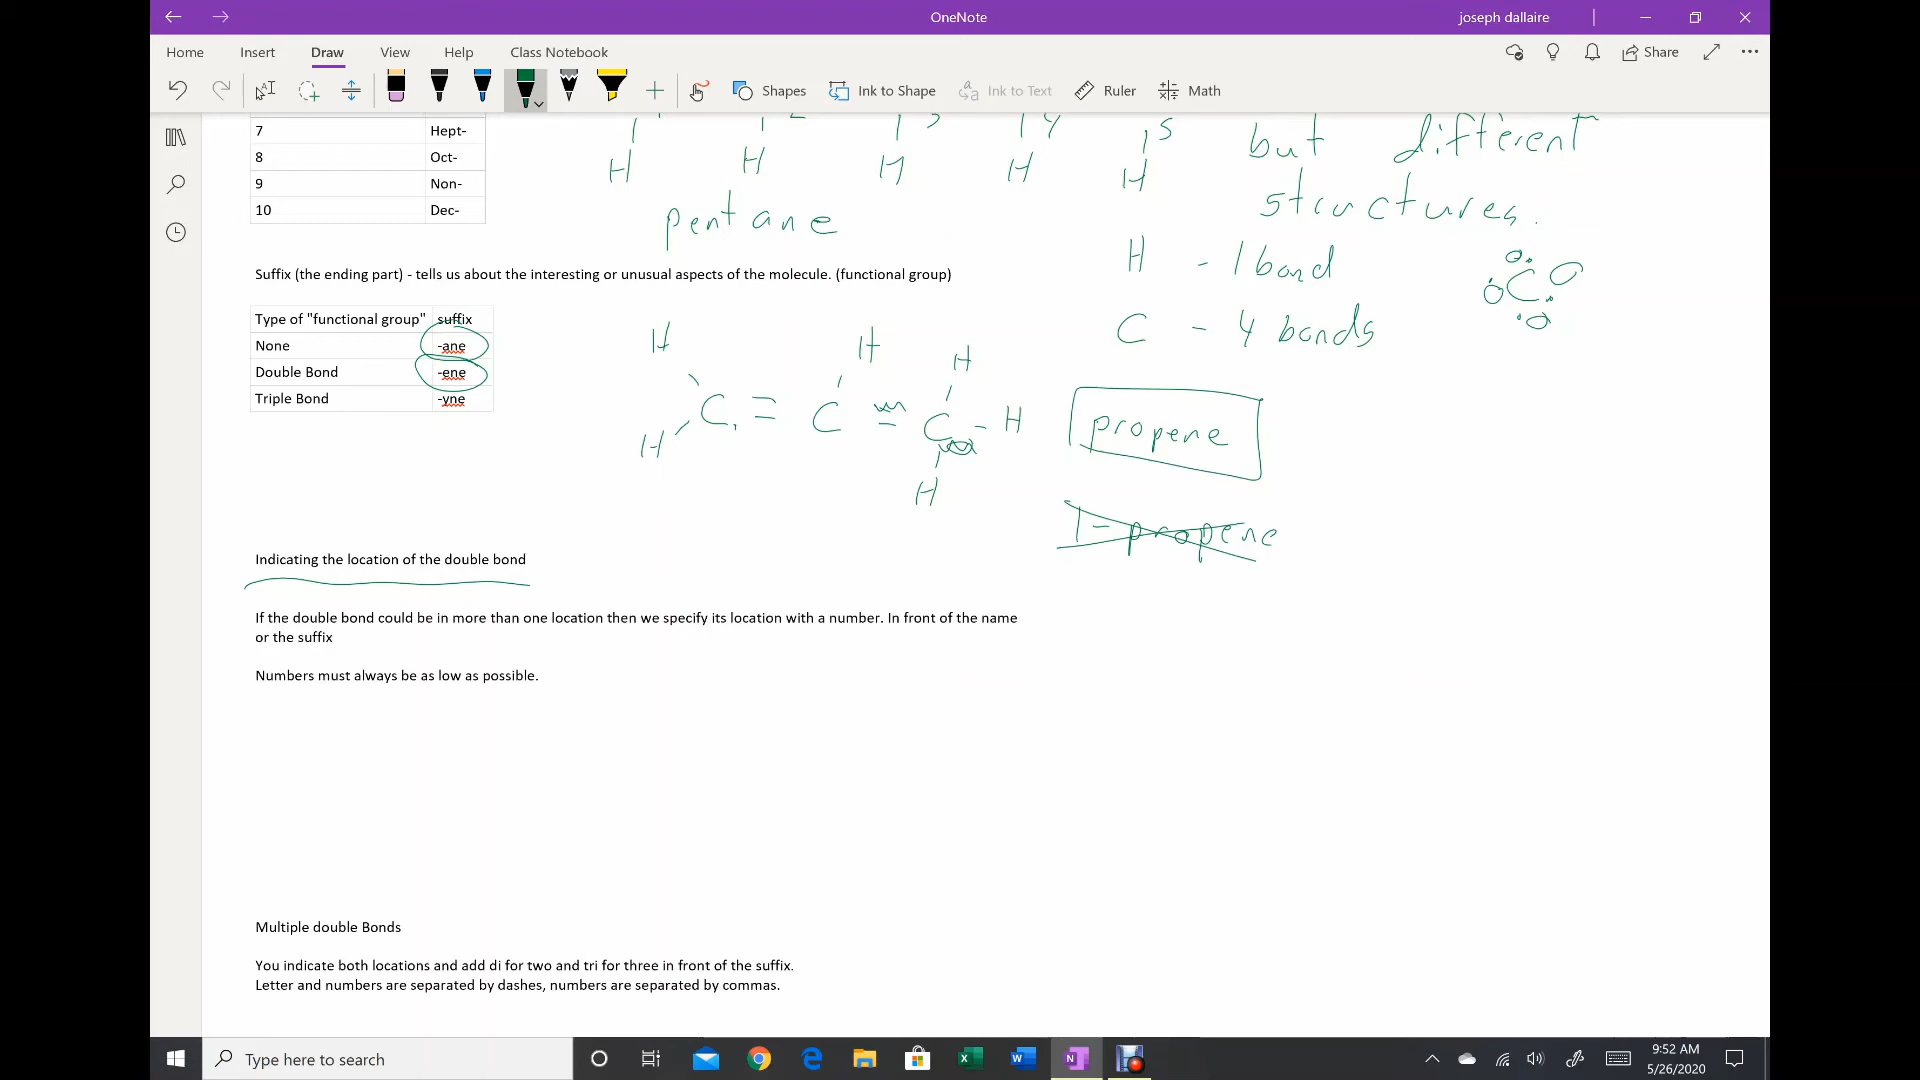 OneNote
joseph dallaire
Home Insert Draw View Help Class Notebook
Share
Shapes Ink to Shape Ink to Text Ruler Math
7 Hept-
8 Oct-
9 Non-
10 Dec-
1 2 3 4 5
H H H H H
but different
structures.
pentane
H - 1 bond
C - 4 bonds
C
Suffix (the ending part) - tells us about the interesting or unusual aspects of the molecule. (functional group)
Type of "functional group" suffix
None -ane
Double Bond -ene
Triple Bond -yne
H H H
C = C - C - H
H H
propene
1-propene
Indicating the location of the double bond
If the double bond could be in more than one location then we specify its location with a number. In front of the name
or the suffix
Numbers must always be as low as possible.
Multiple double Bonds
You indicate both locations and add di for two and tri for three in front of the suffix.
Letter and numbers are separated by dashes, numbers are separated by commas.
Type here to search
9:52 AM
5/26/2020